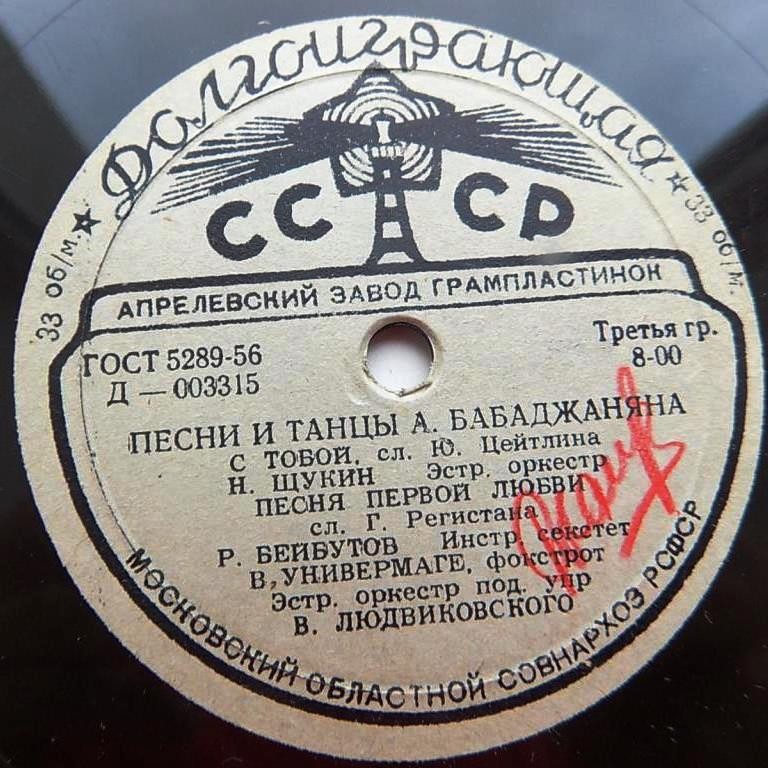 Долгоиграющая
★ 33 об/м.
★ 33 об/м.
СССР
АПРЕЛЕВСКИЙ ЗАВОД ГРАМПЛАСТИНОК
ГОСТ 5289-56
Д — 003315
Третья гр.
8-00
ПЕСНИ И ТАНЦЫ А. БАБАДЖАНЯНА
С ТОБОЙ, сл. Ю. Цейтлина
Н. ЩУКИН Эстр. оркестр
ПЕСНЯ ПЕРВОЙ ЛЮБВИ
сл. Г. Регистана
Р. БЕЙБУТОВ Инстр. секстет
В УНИВЕРМАГЕ, фокстрот
Эстр. оркестр под упр
В. ЛЮДВИКОВСКОГО
МОСКОВСКИЙ ОБЛАСТНОЙ СОВНАРХОЗ РСФСР